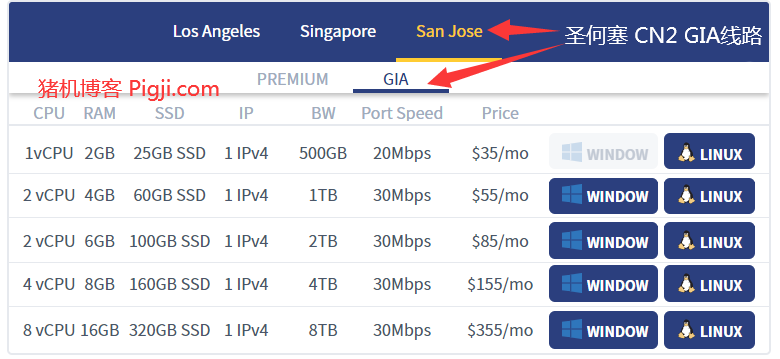 Los Angeles Singapore San Jose 圣何塞 CN2 GIA线路
PREMIUM GIA
猪机博客 Pigji.com
CPU RAM SSD IP BW Port Speed Price
1vCPU 2GB 25GB SSD 1 IPv4 500GB 20Mbps $35/mo WINDOW LINUX
2 vCPU 4GB 60GB SSD 1 IPv4 1TB 30Mbps $55/mo WINDOW LINUX
2 vCPU 6GB 100GB SSD 1 IPv4 2TB 30Mbps $85/mo WINDOW LINUX
4 vCPU 8GB 160GB SSD 1 IPv4 4TB 30Mbps $155/mo WINDOW LINUX
8 vCPU 16GB 320GB SSD 1 IPv4 8TB 30Mbps $355/mo WINDOW LINUX